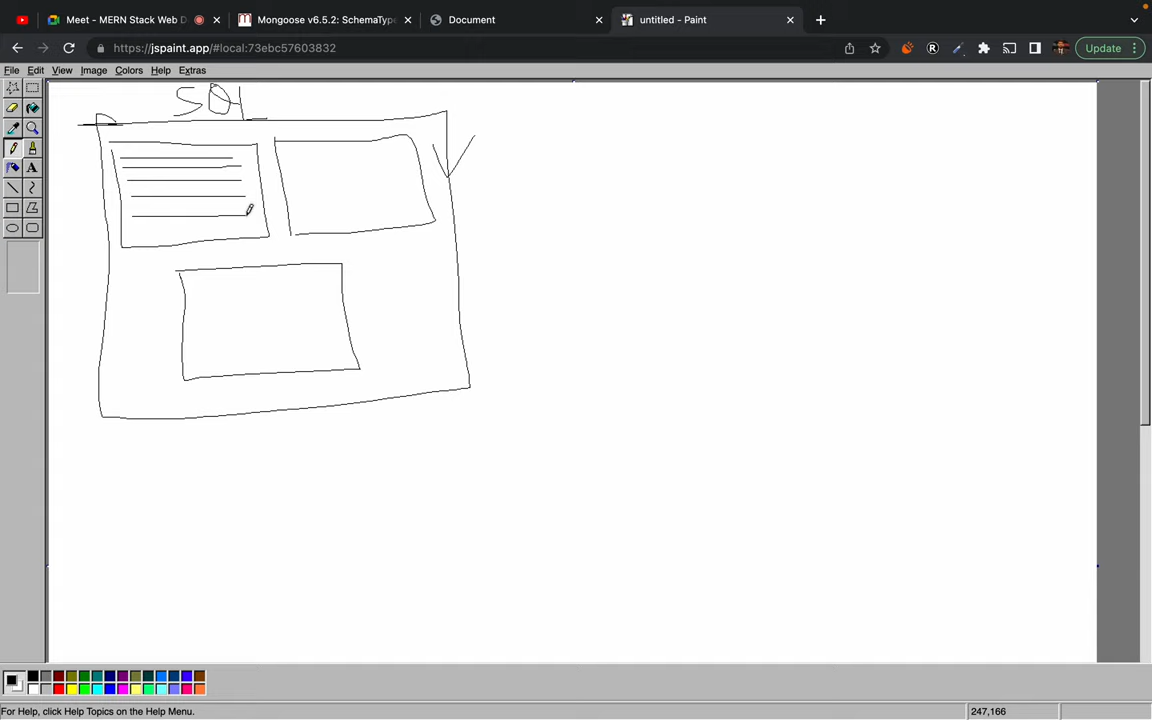 Meet - MERN Stack Web D
Mongoose v6.5.2: SchemaType
Document
untitled - Paint
https://jspaint.app/#local:73ebc57603832
Update
File Edit View Image Colors Help Extras
SQL
For Help, click Help Topics on the Help Menu.
247,166